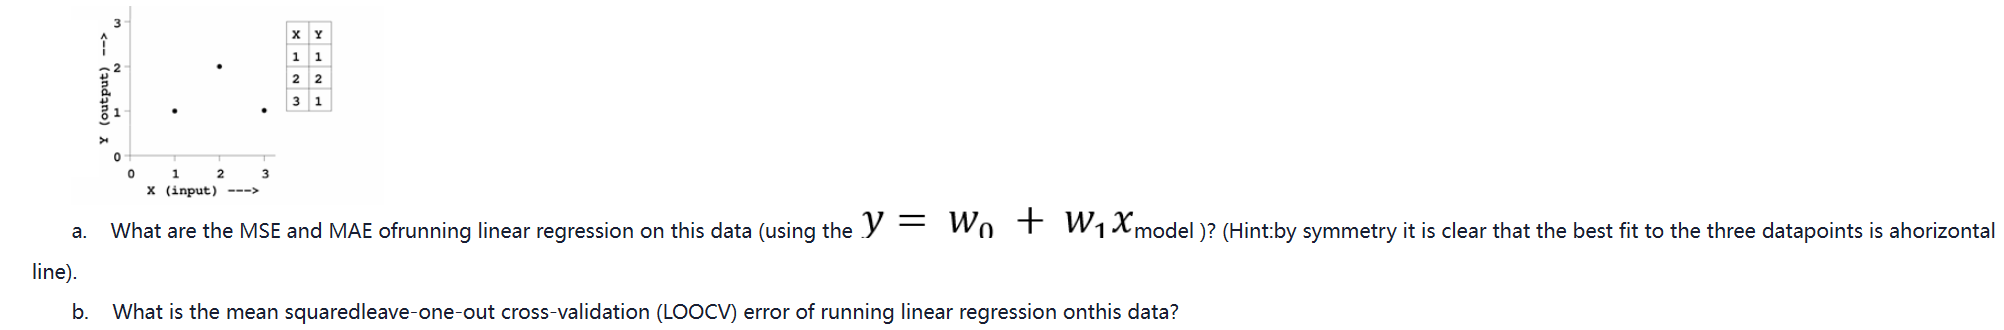 3
2
1
0
Y (output) --->
0 1 2 3
X (input) --->
X Y
1 1
2 2
3 1
a. What are the MSE and MAE ofrunning linear regression on this data (using the y = w₀ + w₁x model )? (Hint:by symmetry it is clear that the best fit to the three datapoints is ahorizontal
line).
b. What is the mean squaredleave-one-out cross-validation (LOOCV) error of running linear regression onthis data?